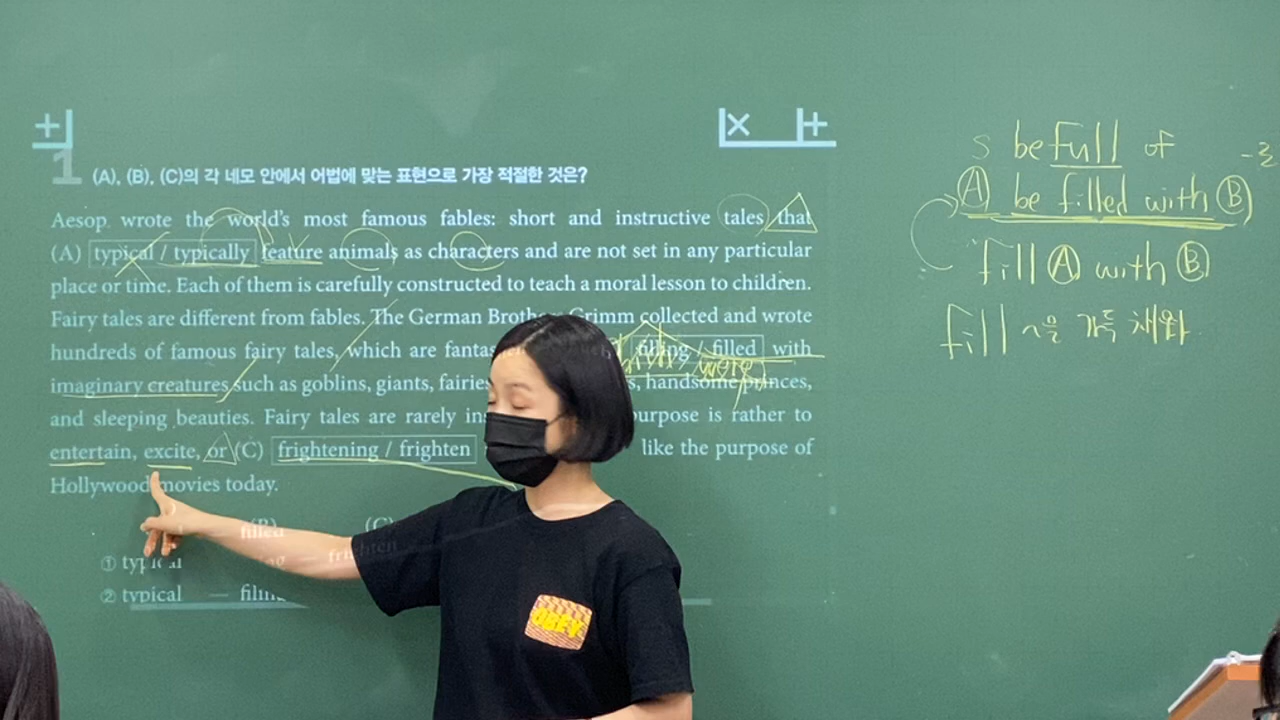 1 (A), (B), (C)의 각 네모 안에서 어법에 맞는 표현으로 가장 적절한 것은?
Aesop wrote the world's most famous fables: short and instructive tales that
(A) typical / typically feature animals as characters and are not set in any particular
place or time. Each of them is carefully constructed to teach a moral lesson to children.
Fairy tales are different from fables. The German Brothers Grimm collected and wrote
hundreds of famous fairy tales, which are filling / filled with
imaginary creatures such as goblins, giants, fairies, handsome princes,
and sleeping beauties. Fairy tales are rarely purpose is rather to
entertain, excite, or (C) frightening / frighten like the purpose of
Hollywood movies today.
(B) (C)
filled
① typical frighten
② typical —
S be full of
Ⓐ be filled with Ⓑ
fill Ⓐ with Ⓑ
fill ~을 가득 채우다
OBEY